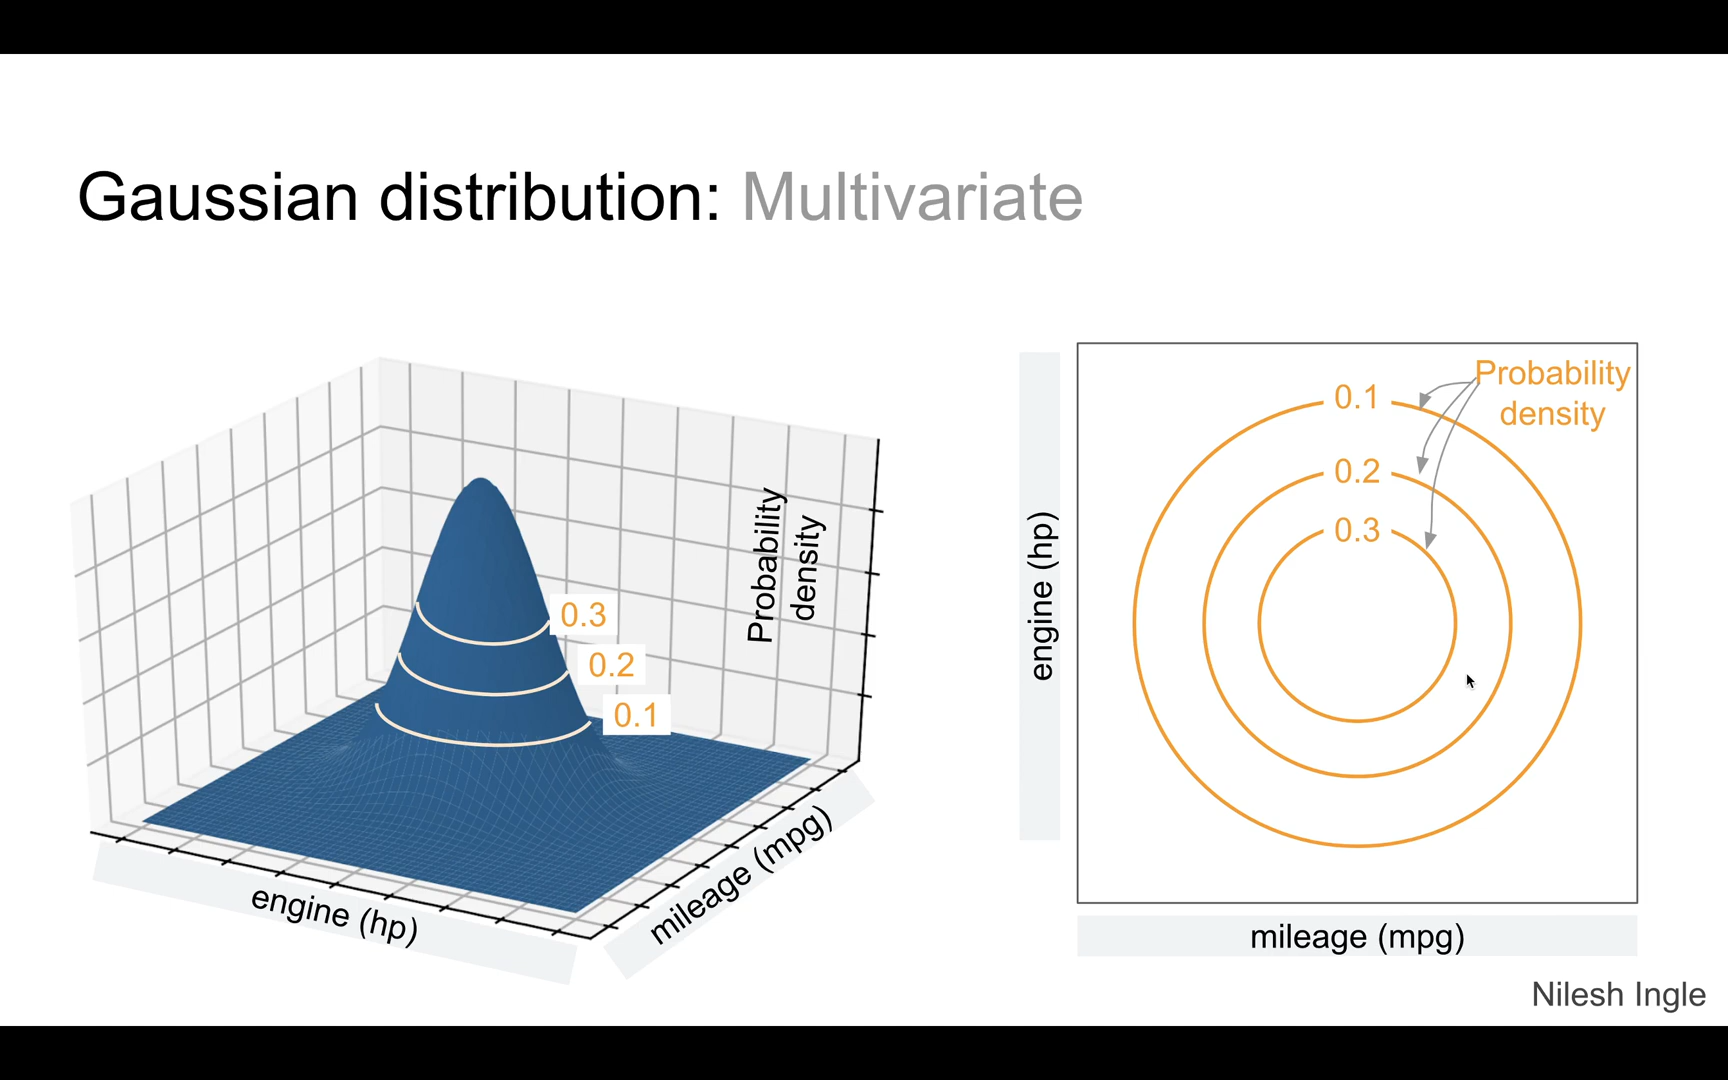 Gaussian distribution: Multivariate
Probability
density
0.3
0.2
0.1
engine (hp)
mileage (mpg)
Probability
density
0.1
0.2
0.3
engine (hp)
mileage (mpg)
Nilesh Ingle